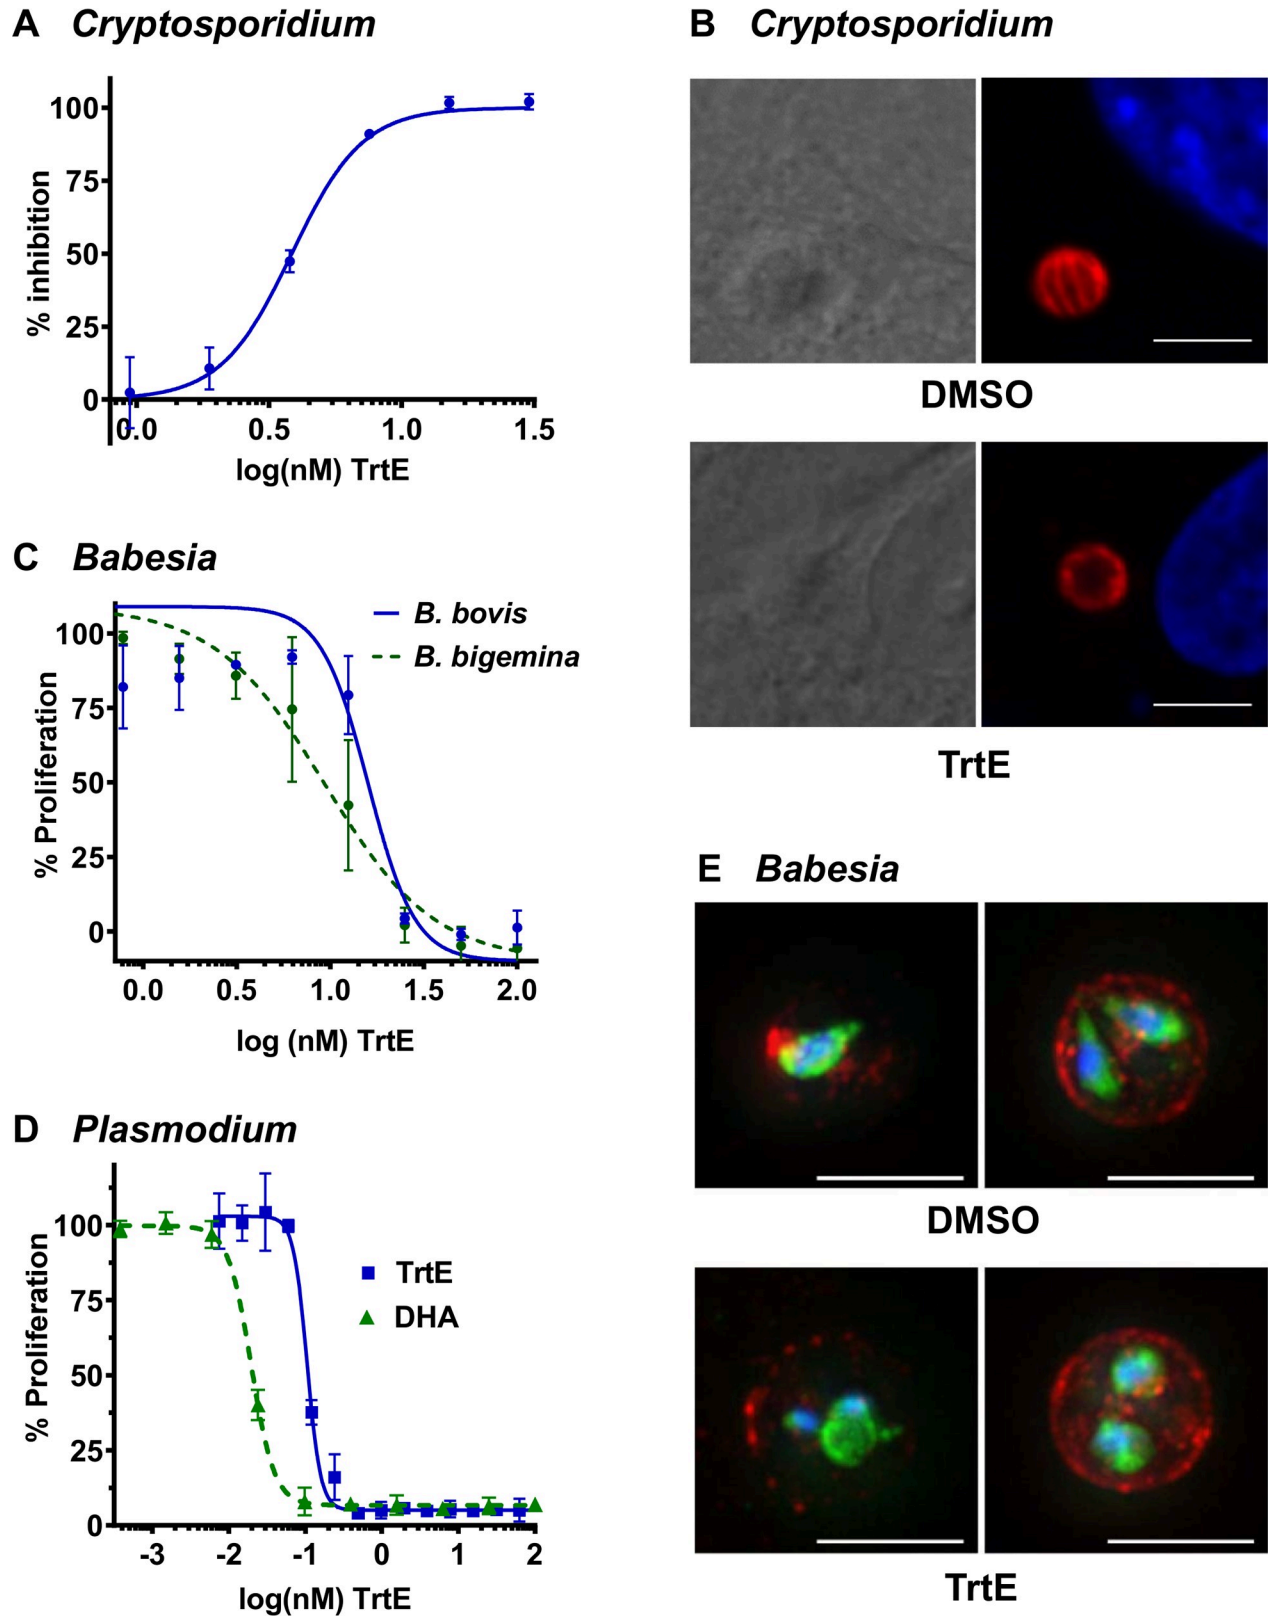 A Cryptosporidium
100
75
50
25
0
% inhibition
0.0 0.5 1.0 1.5
log(nM) TrtE
B Cryptosporidium
DMSO
TrtE
C Babesia
B. bovis
B. bigemina
100
75
50
25
0
% Proliferation
0.0 0.5 1.0 1.5 2.0
log (nM) TrtE
D Plasmodium
TrtE
DHA
100
75
50
25
0
% Proliferation
-3 -2 -1 0 1 2
log(nM) TrtE
E Babesia
DMSO
TrtE